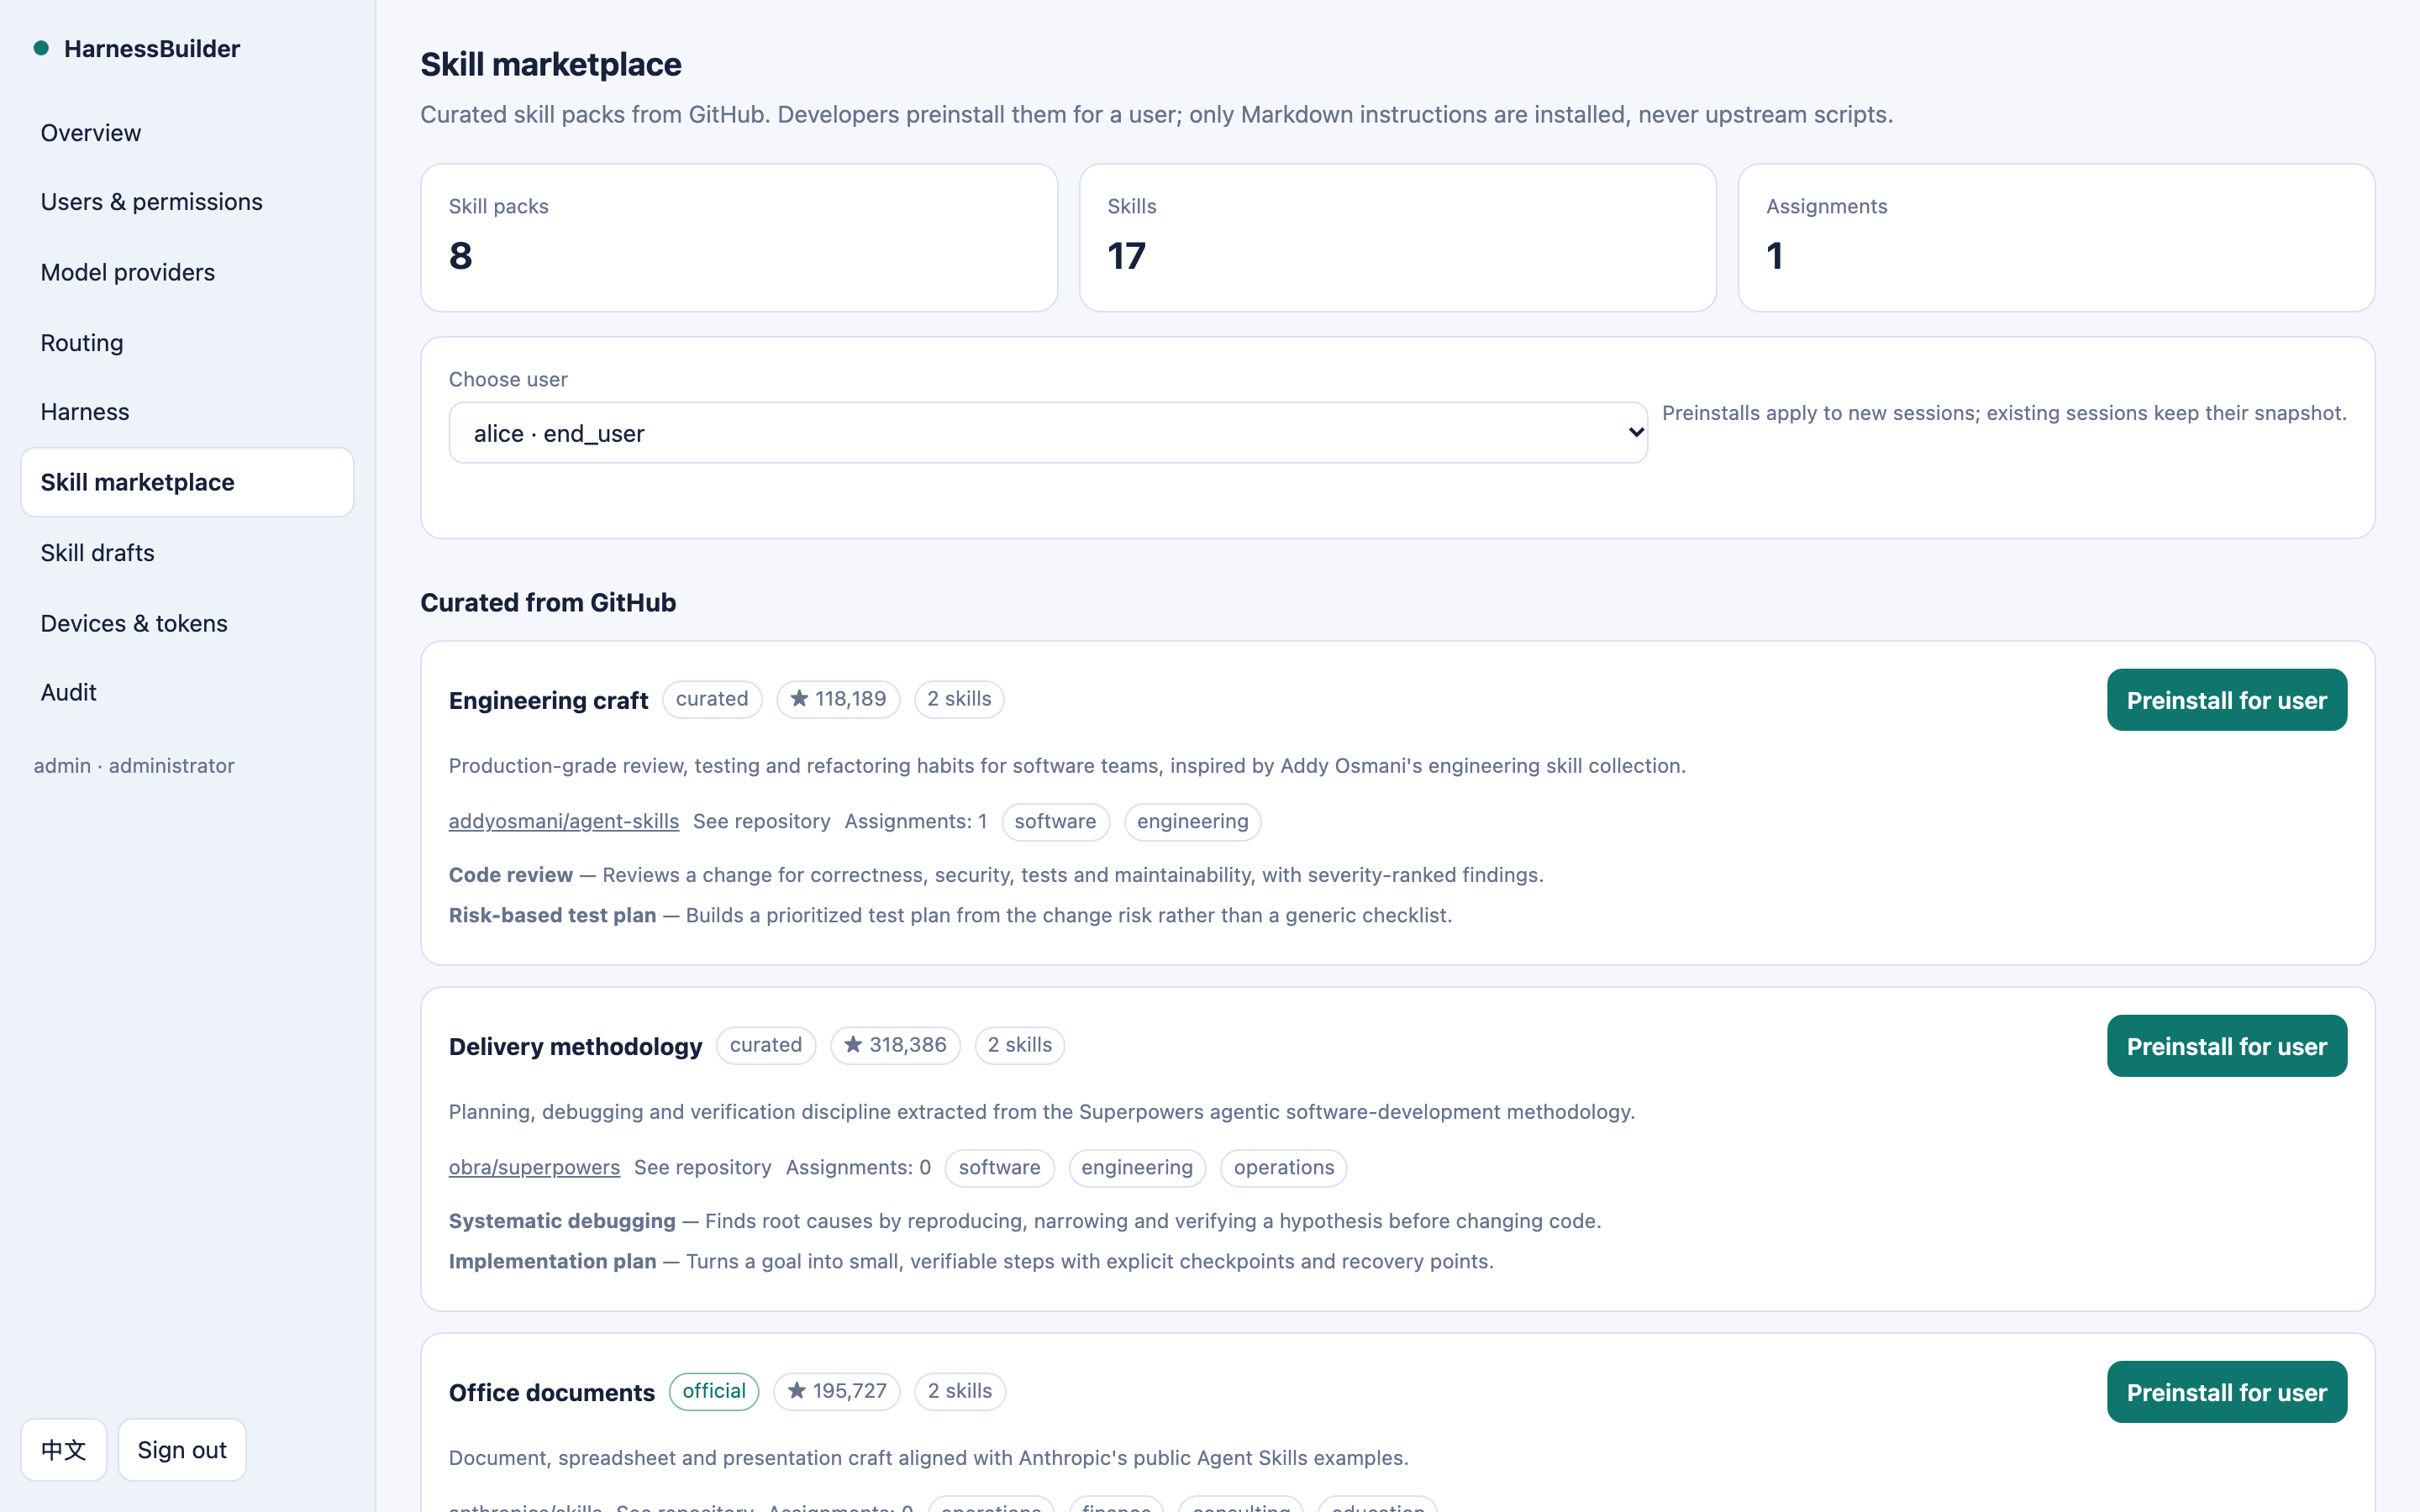 HarnessBuilder
Overview
Users & permissions
Model providers
Routing
Harness
Skill marketplace
Skill drafts
Devices & tokens
Audit
admin · administrator
中文
Sign out
Skill marketplace
Curated skill packs from GitHub. Developers preinstall them for a user; only Markdown instructions are installed, never upstream scripts.
Skill packs
8
Skills
17
Assignments
1
Choose user
alice · end_user
Preinstalls apply to new sessions; existing sessions keep their snapshot.
Curated from GitHub
Engineering craft curated ★ 118,189 2 skills Preinstall for user
Production-grade review, testing and refactoring habits for software teams, inspired by Addy Osmani's engineering skill collection.
addyosmani/agent-skills See repository Assignments: 1 software engineering
Code review — Reviews a change for correctness, security, tests and maintainability, with severity-ranked findings.
Risk-based test plan — Builds a prioritized test plan from the change risk rather than a generic checklist.
Delivery methodology curated ★ 318,386 2 skills Preinstall for user
Planning, debugging and verification discipline extracted from the Superpowers agentic software-development methodology.
obra/superpowers See repository Assignments: 0 software engineering operations
Systematic debugging — Finds root causes by reproducing, narrowing and verifying a hypothesis before changing code.
Implementation plan — Turns a goal into small, verifiable steps with explicit checkpoints and recovery points.
Office documents official ★ 195,727 2 skills Preinstall for user
Document, spreadsheet and presentation craft aligned with Anthropic's public Agent Skills examples.
anthropics/skills See repository Assignments: 0 operations finance consulting education